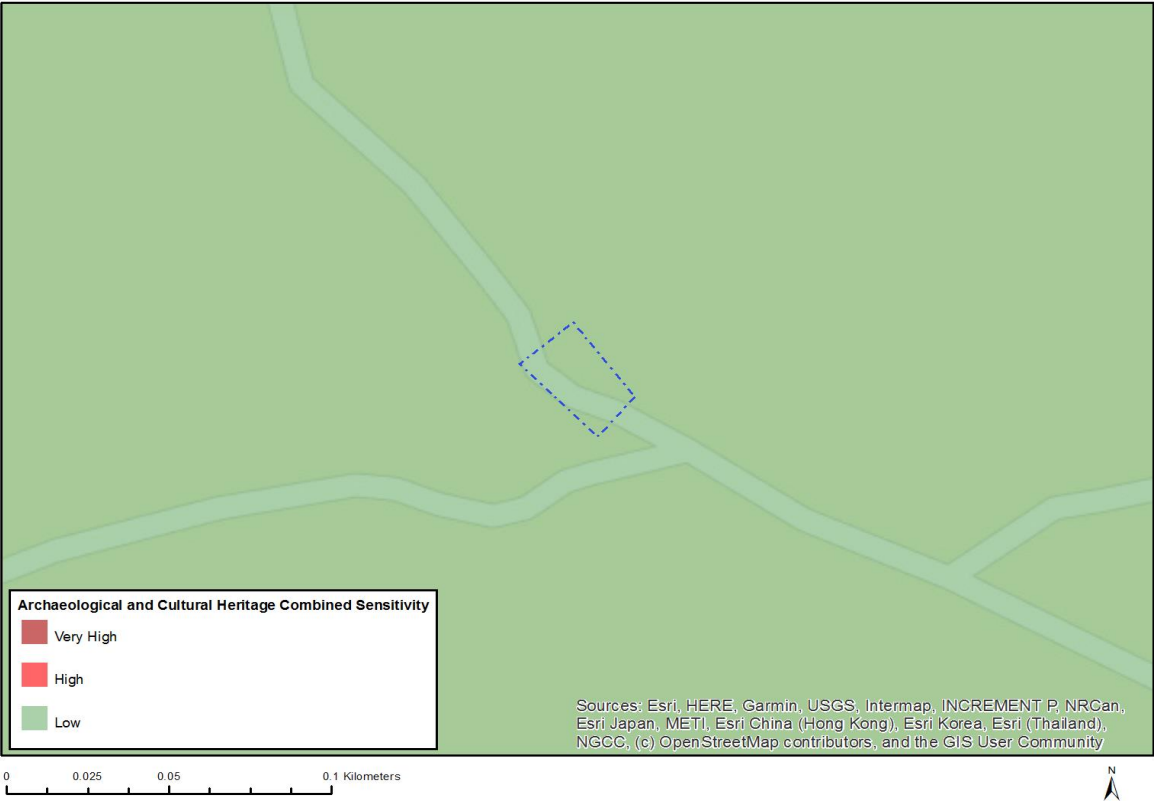 Archaeological and Cultural Heritage Combined Sensitivity
Very High
High
Low
Sources: Esri, HERE, Garmin, USGS, Intermap, INCREMENT P, NRCan,
Esri Japan, METI, Esri China (Hong Kong), Esri Korea, Esri (Thailand),
NGCC, (c) OpenStreetMap contributors, and the GIS User Community
0 0.025 0.05 0.1 Kilometers
N